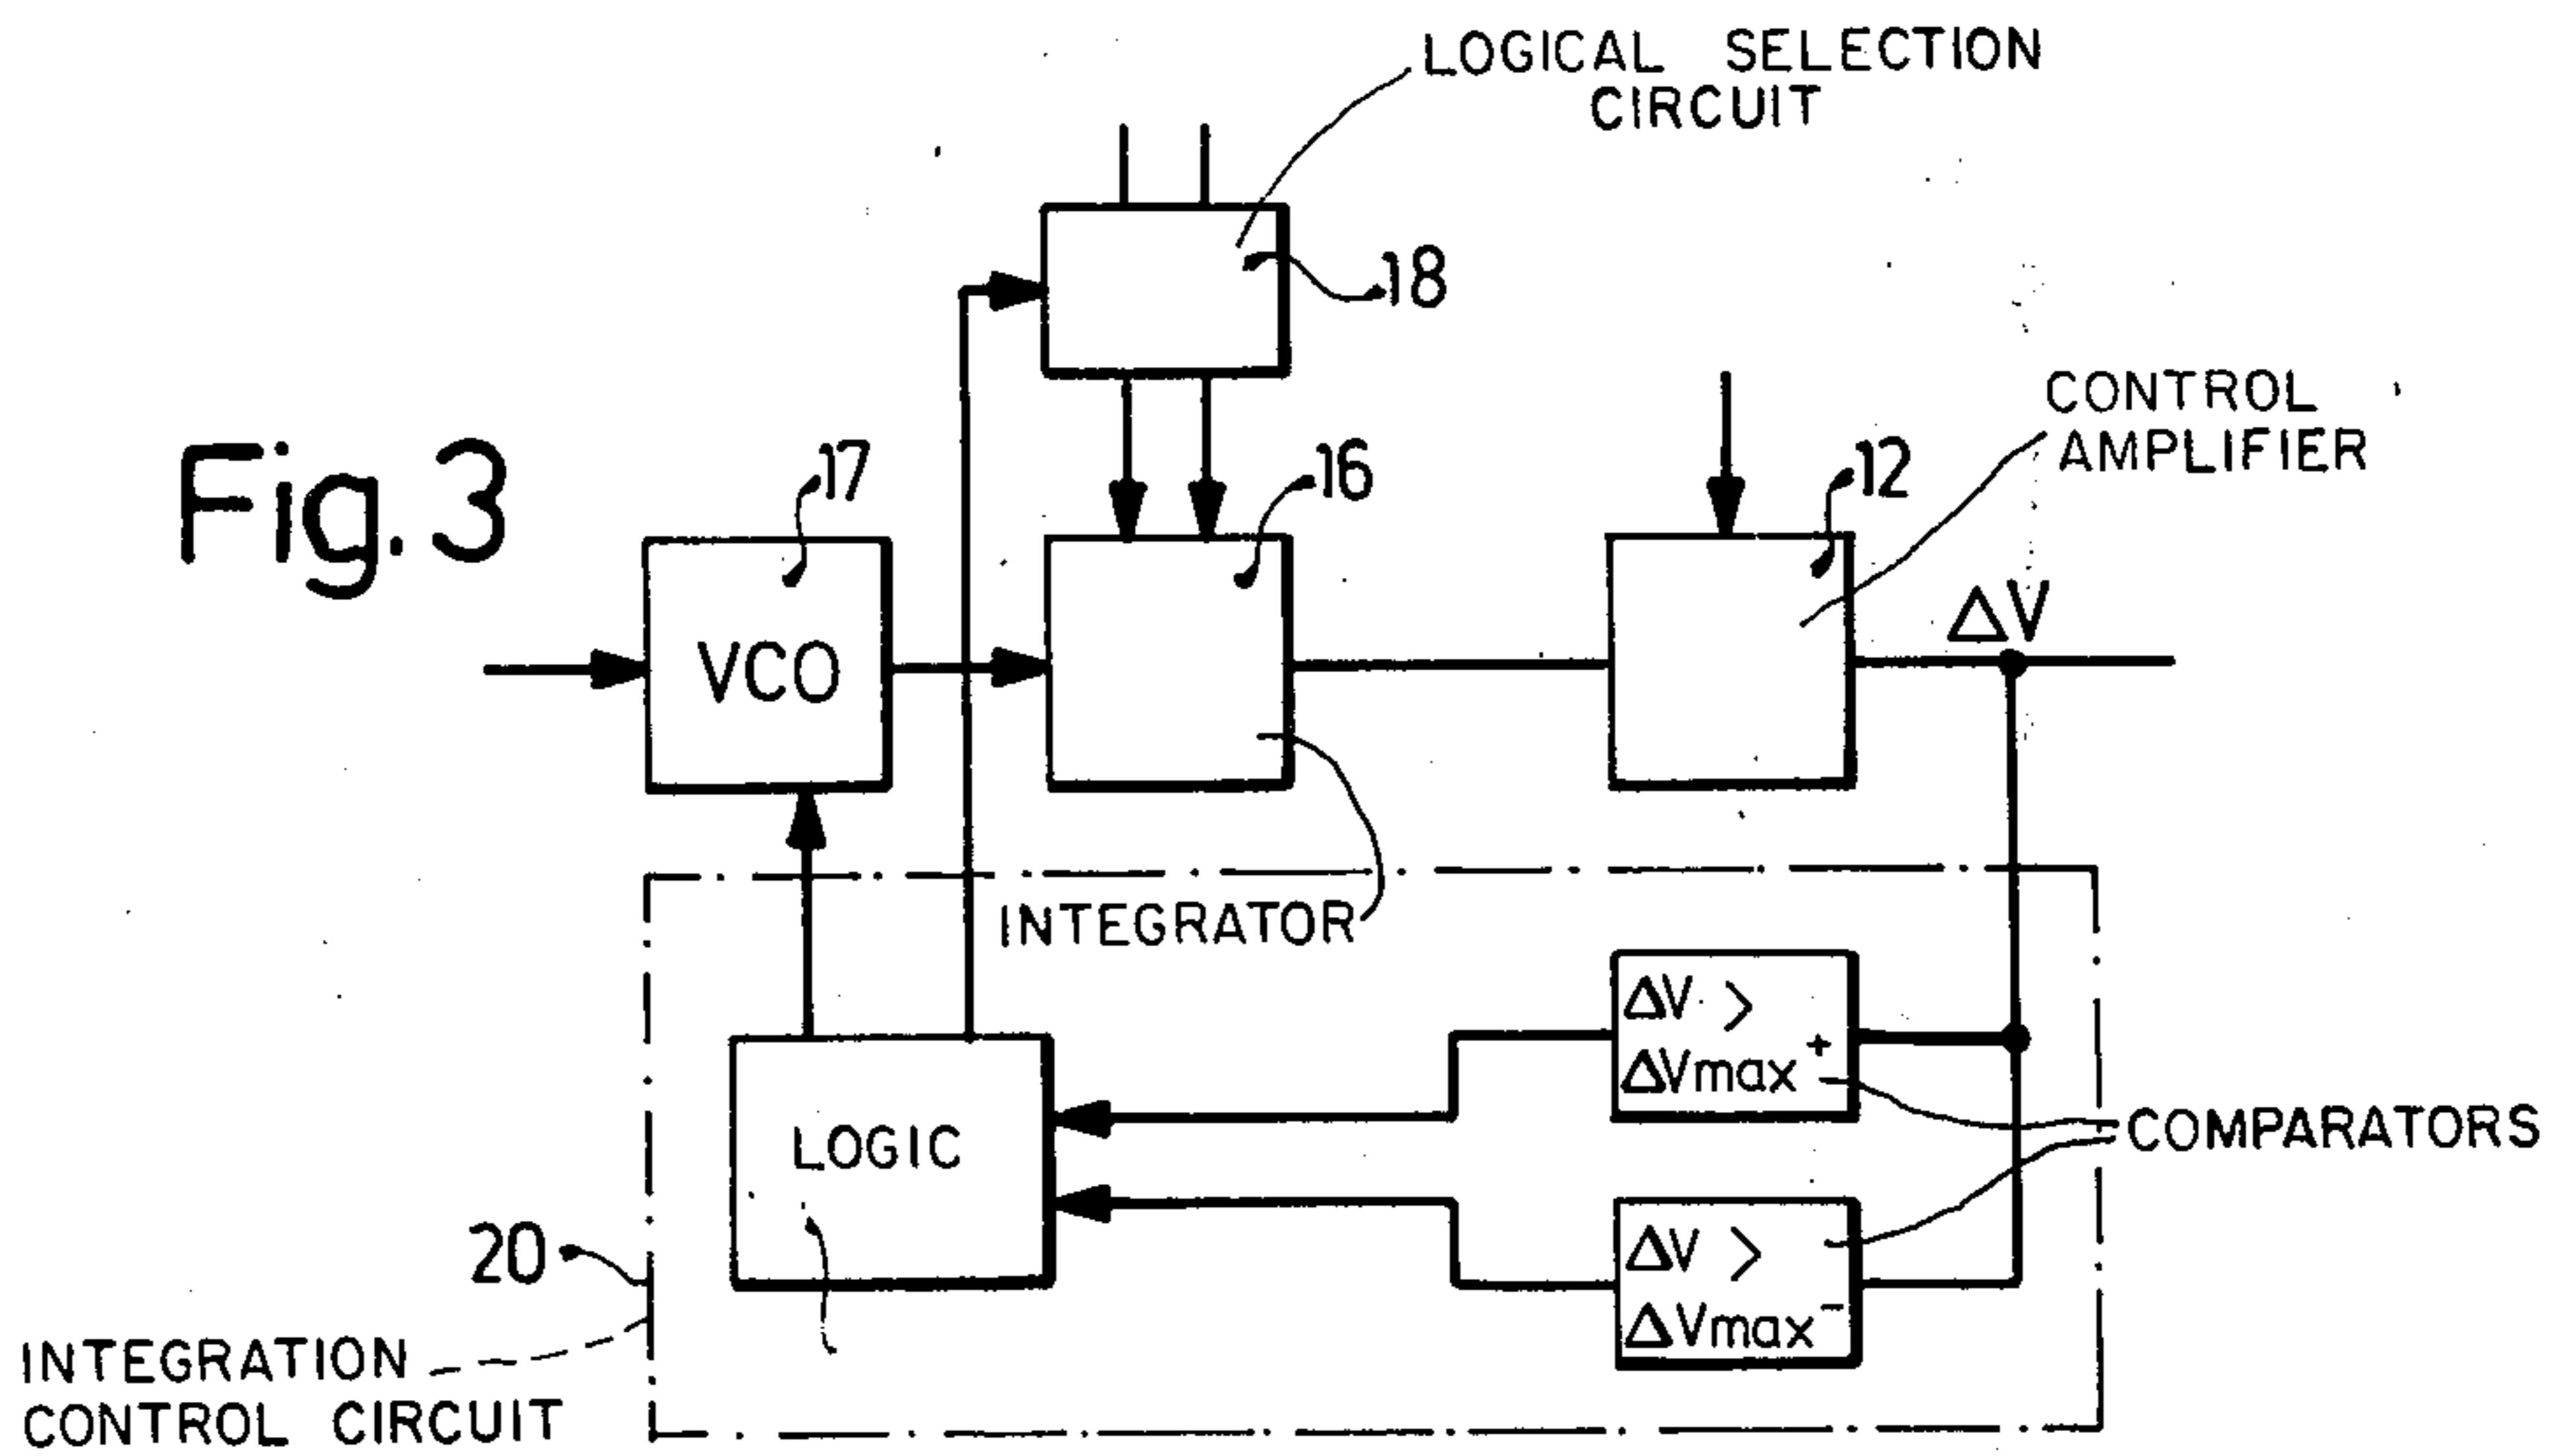 LOGICAL SELECTION
CIRCUIT
18
CONTROL
AMPLIFIER
Fig. 3
17
16
12
VCO
ΔV
INTEGRATOR
ΔV >
ΔVmax +
LOGIC
COMPARATORS
20
ΔV >
ΔVmax -
INTEGRATION
CONTROL CIRCUIT